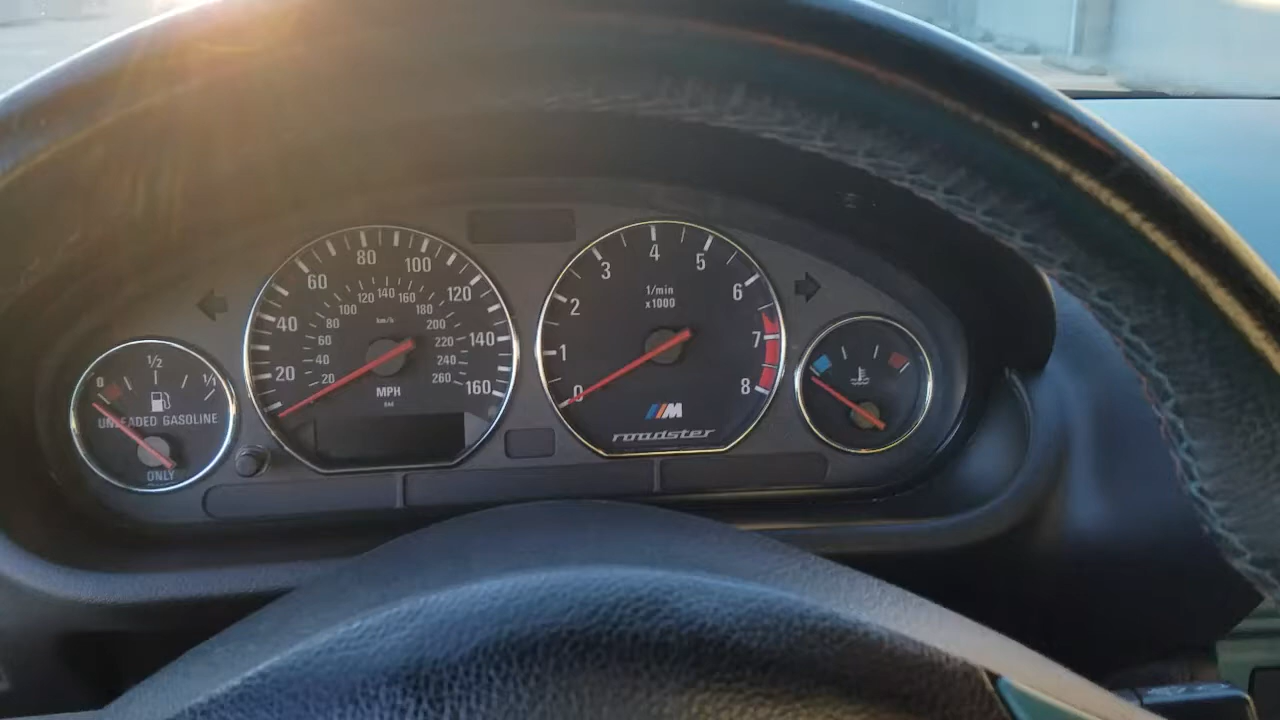 0 1/2 1/1
UNLEADED GASOLINE
ONLY
20 40 60 80 100 120 140 160
20 40 60 80 100 120 140 160 180 200 220 240 260
km/h
MPH
0 1 2 3 4 5 6 7 8
1/min
x1000
M
roadster